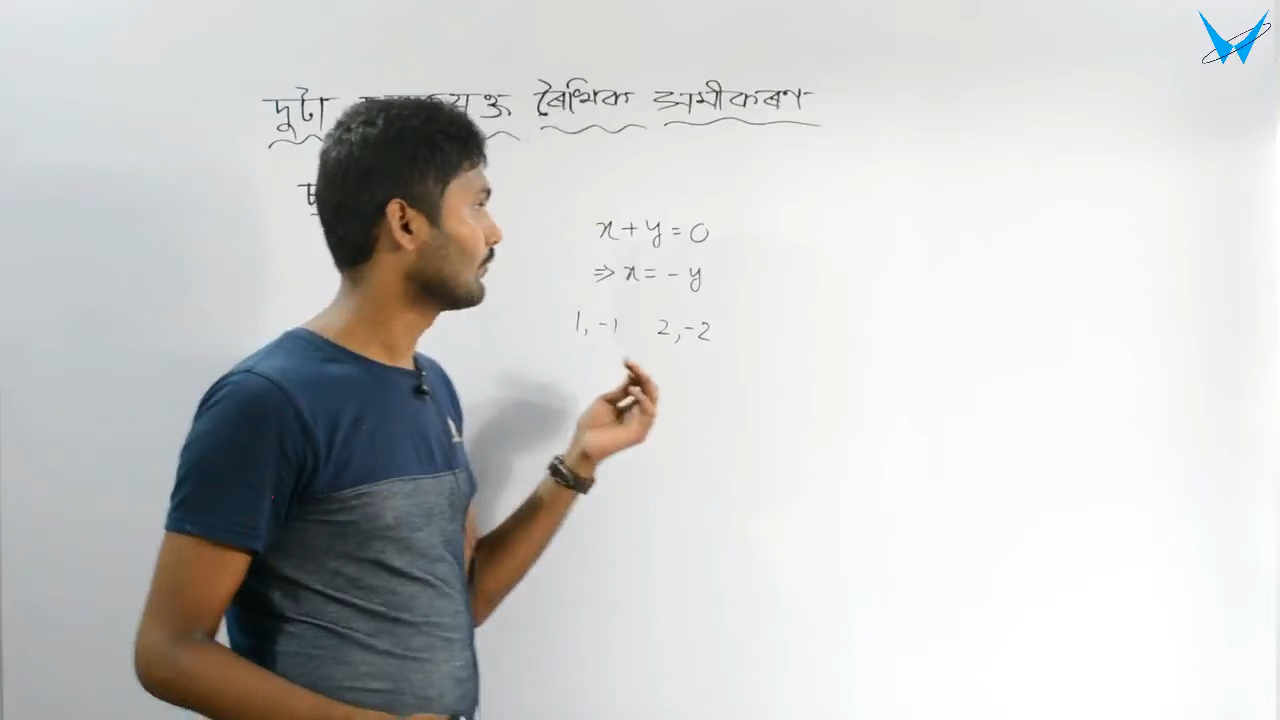 দুটা ৰৈখিক সমীকৰণ
x + y = 0
⇒ x = - y
1, -1 2, -2